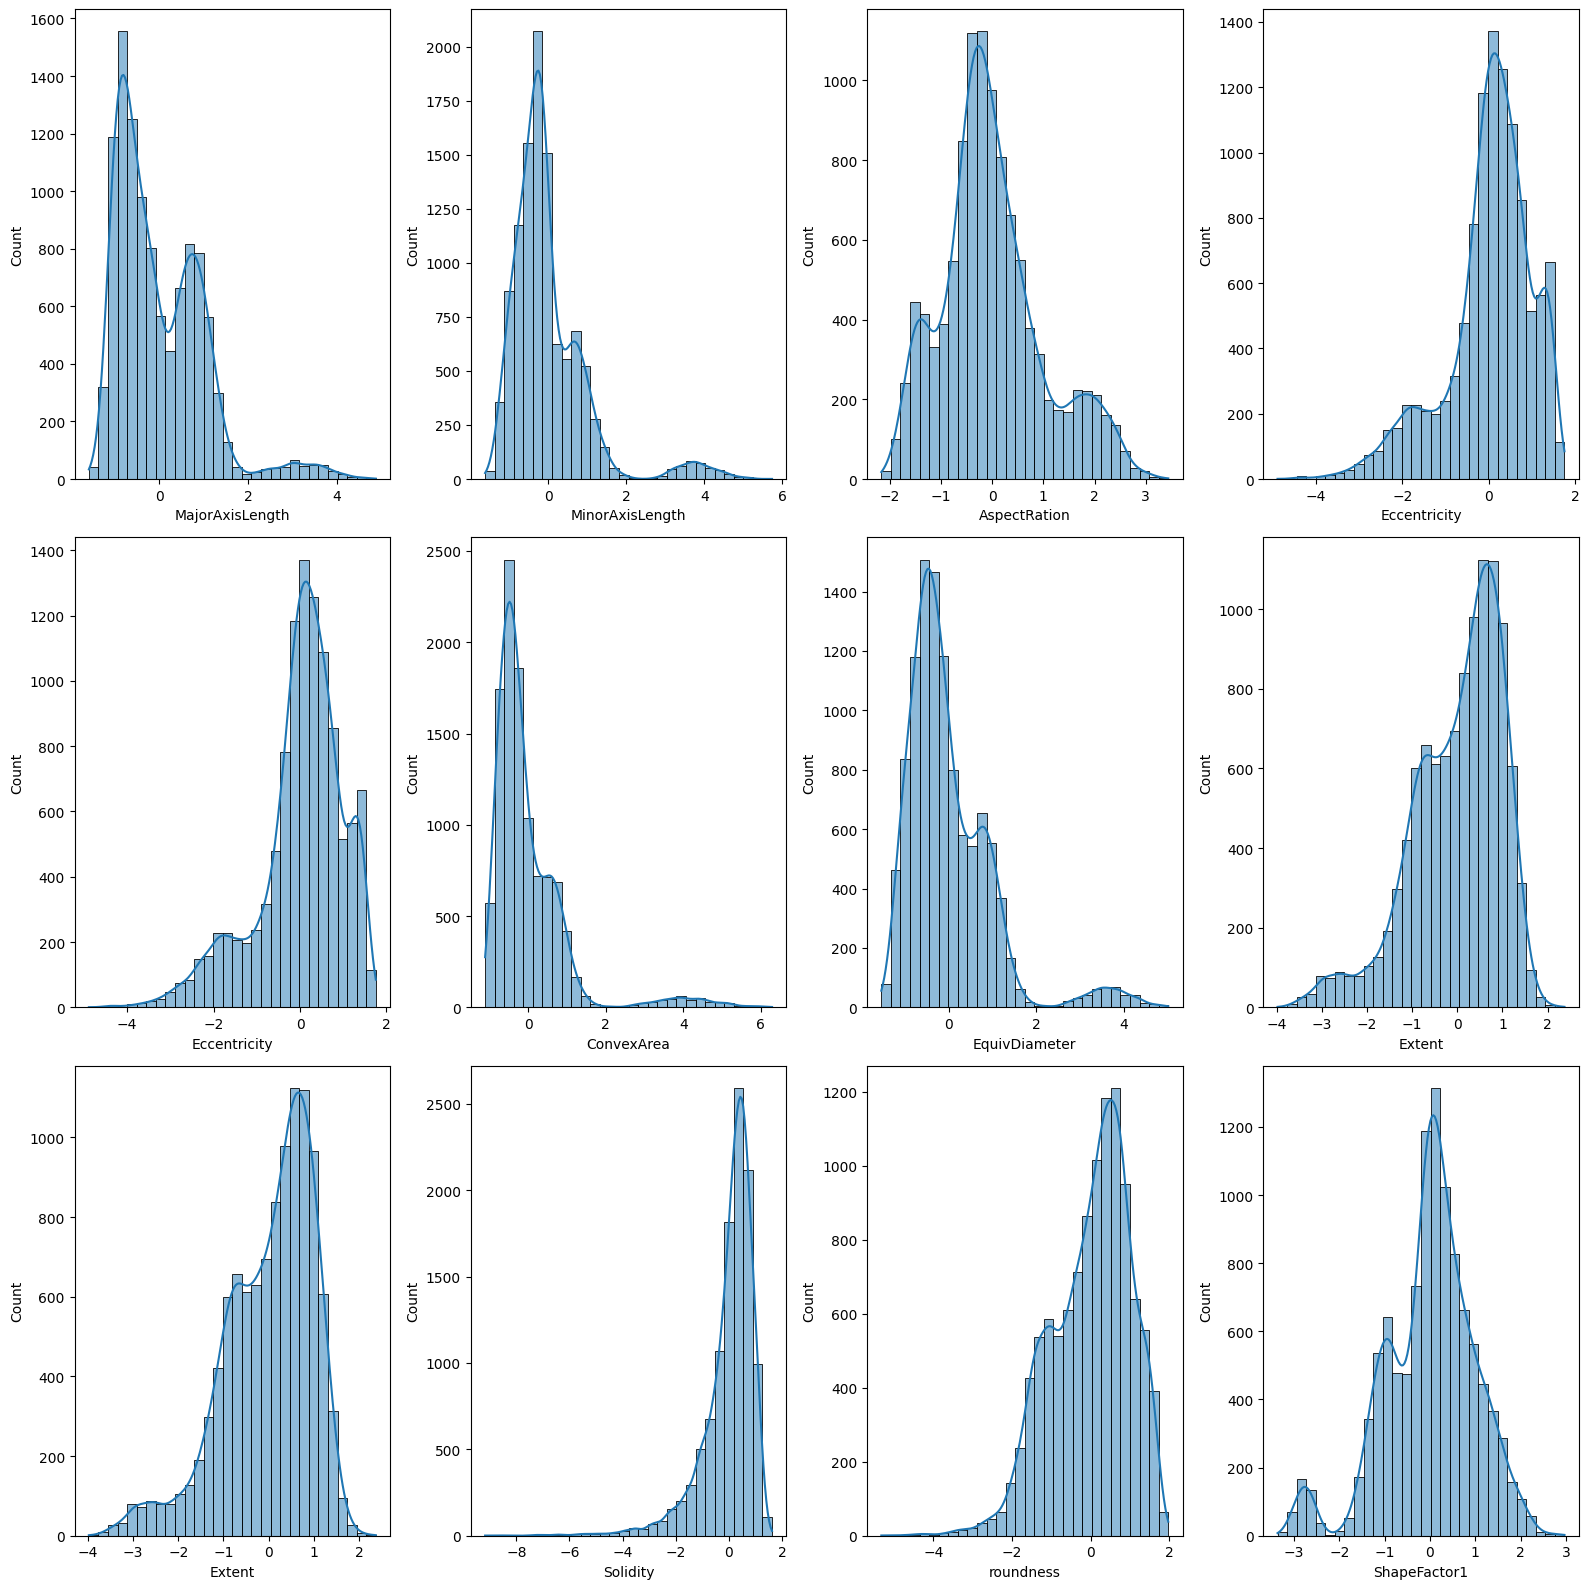 1600
1400
1200
1000
800
600
400
200
0
Count
0 2 4
MajorAxisLength
2000
1750
1500
1250
1000
750
500
250
0
Count
0 2 4 6
MinorAxisLength
1000
800
600
400
200
0
Count
−2 −1 0 1 2 3
AspectRation
1400
1200
1000
800
600
400
200
0
Count
−4 −2 0 2
Eccentricity
1400
1200
1000
800
600
400
200
0
Count
−4 −2 0 2
Eccentricity
2500
2000
1500
1000
500
0
Count
0 2 4 6
ConvexArea
1400
1200
1000
800
600
400
200
0
Count
0 2 4
EquivDiameter
1000
800
600
400
200
0
Count
−4 −3 −2 −1 0 1 2
Extent
1000
800
600
400
200
0
Count
−4 −3 −2 −1 0 1 2
Extent
2500
2000
1500
1000
500
0
Count
−8 −6 −4 −2 0 2
Solidity
1200
1000
800
600
400
200
0
Count
−4 −2 0 2
roundness
1200
1000
800
600
400
200
0
Count
−3 −2 −1 0 1 2 3
ShapeFactor1